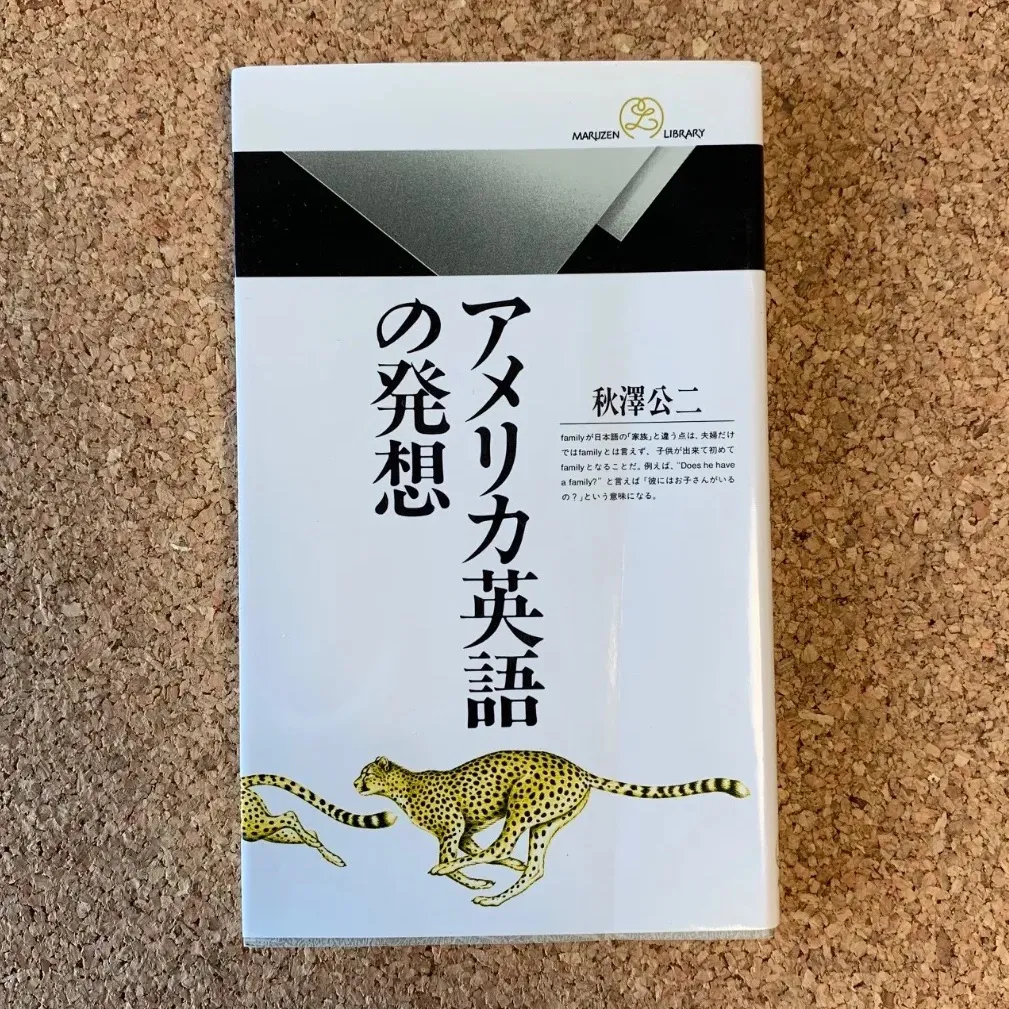 MARUZEN LIBRARY
アメリカ英語
の発想
秋澤公二
familyが日本語の「家族」と違う点は、夫婦だけ
ではfamilyとは言えず、子供が出来て初めて
familyとなることだ。例えば、"Does he have
a family?" と言えば「彼にはお子さんがいる
の？」という意味になる。